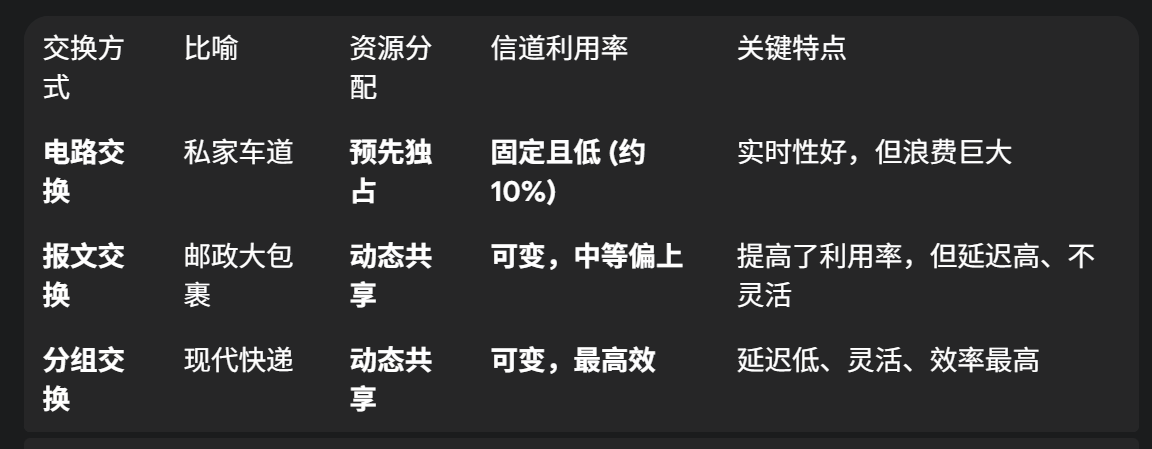 交换方式 比喻 资源分配 信道利用率 关键特点
电路交换 私家车道 预先独占 固定且低 (约 10%) 实时性好，但浪费巨大
报文交换 邮政大包裹 动态共享 可变，中等偏上 提高了利用率，但延迟高、不灵活
分组交换 现代快递 动态共享 可变，最高效 延迟低、灵活、效率最高